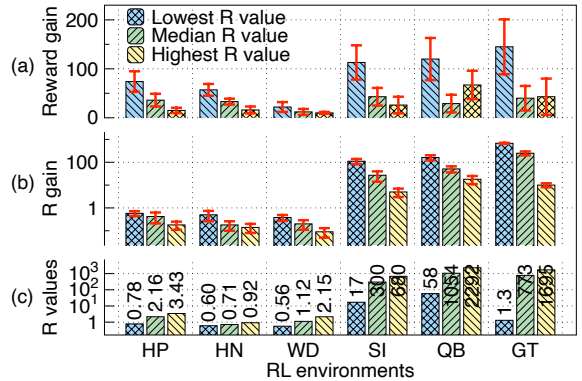 Lowest R value
Median R value
Highest R value
(a)
Reward gain
200
100
0
(b)
R gain
100
1
(c)
R values
10³
10²
10¹
1
0.78
2.16
3.43
0.60
0.71
0.92
0.56
1.12
2.15
17
300
680
58
1054
2292
1.3
773
1695
HP
HN
WD
SI
QB
GT
RL environments